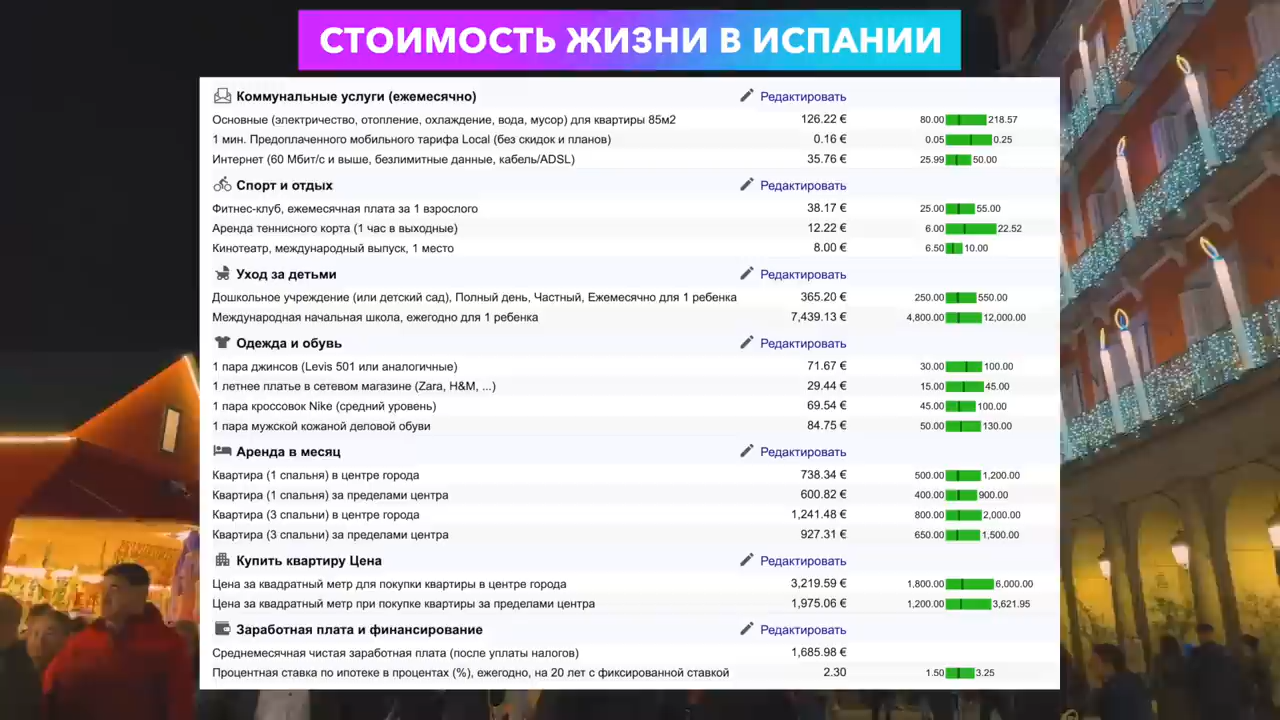 СТОИМОСТЬ ЖИЗНИ В ИСПАНИИ
Коммунальные услуги (ежемесячно) Редактировать
Основные (электричество, отопление, охлаждение, вода, мусор) для квартиры 85м2 126.22 € 80.00 218.57
1 мин. Предоплаченного мобильного тарифа Local (без скидок и планов) 0.16 € 0.05 0.25
Интернет (60 Мбит/с и выше, безлимитные данные, кабель/ADSL) 35.76 € 25.99 50.00
Спорт и отдых Редактировать
Фитнес-клуб, ежемесячная плата за 1 взрослого 38.17 € 25.00 55.00
Аренда теннисного корта (1 час в выходные) 12.22 € 6.00 22.52
Кинотеатр, международный выпуск, 1 место 8.00 € 6.50 10.00
Уход за детьми Редактировать
Дошкольное учреждение (или детский сад), Полный день, Частный, Ежемесячно для 1 ребенка 365.20 € 250.00 550.00
Международная начальная школа, ежегодно для 1 ребенка 7,439.13 € 4,800.00 12,000.00
Одежда и обувь Редактировать
1 пара джинсов (Levis 501 или аналогичные) 71.67 € 30.00 100.00
1 летнее платье в сетевом магазине (Zara, H&M, ...) 29.44 € 15.00 45.00
1 пара кроссовок Nike (средний уровень) 69.54 € 45.00 100.00
1 пара мужской кожаной деловой обуви 84.75 € 50.00 130.00
Аренда в месяц Редактировать
Квартира (1 спальня) в центре города 738.34 € 500.00 1,200.00
Квартира (1 спальня) за пределами центра 600.82 € 400.00 900.00
Квартира (3 спальни) в центре города 1,241.48 € 800.00 2,000.00
Квартира (3 спальни) за пределами центра 927.31 € 650.00 1,500.00
Купить квартиру Цена Редактировать
Цена за квадратный метр для покупки квартиры в центре города 3,219.59 € 1,800.00 6,000.00
Цена за квадратный метр при покупке квартиры за пределами центра 1,975.06 € 1,200.00 3,621.95
Заработная плата и финансирование Редактировать
Среднемесячная чистая заработная плата (после уплаты налогов) 1,685.98 €
Процентная ставка по ипотеке в процентах (%), ежегодно, на 20 лет с фиксированной ставкой 2.30 1.50 3.25